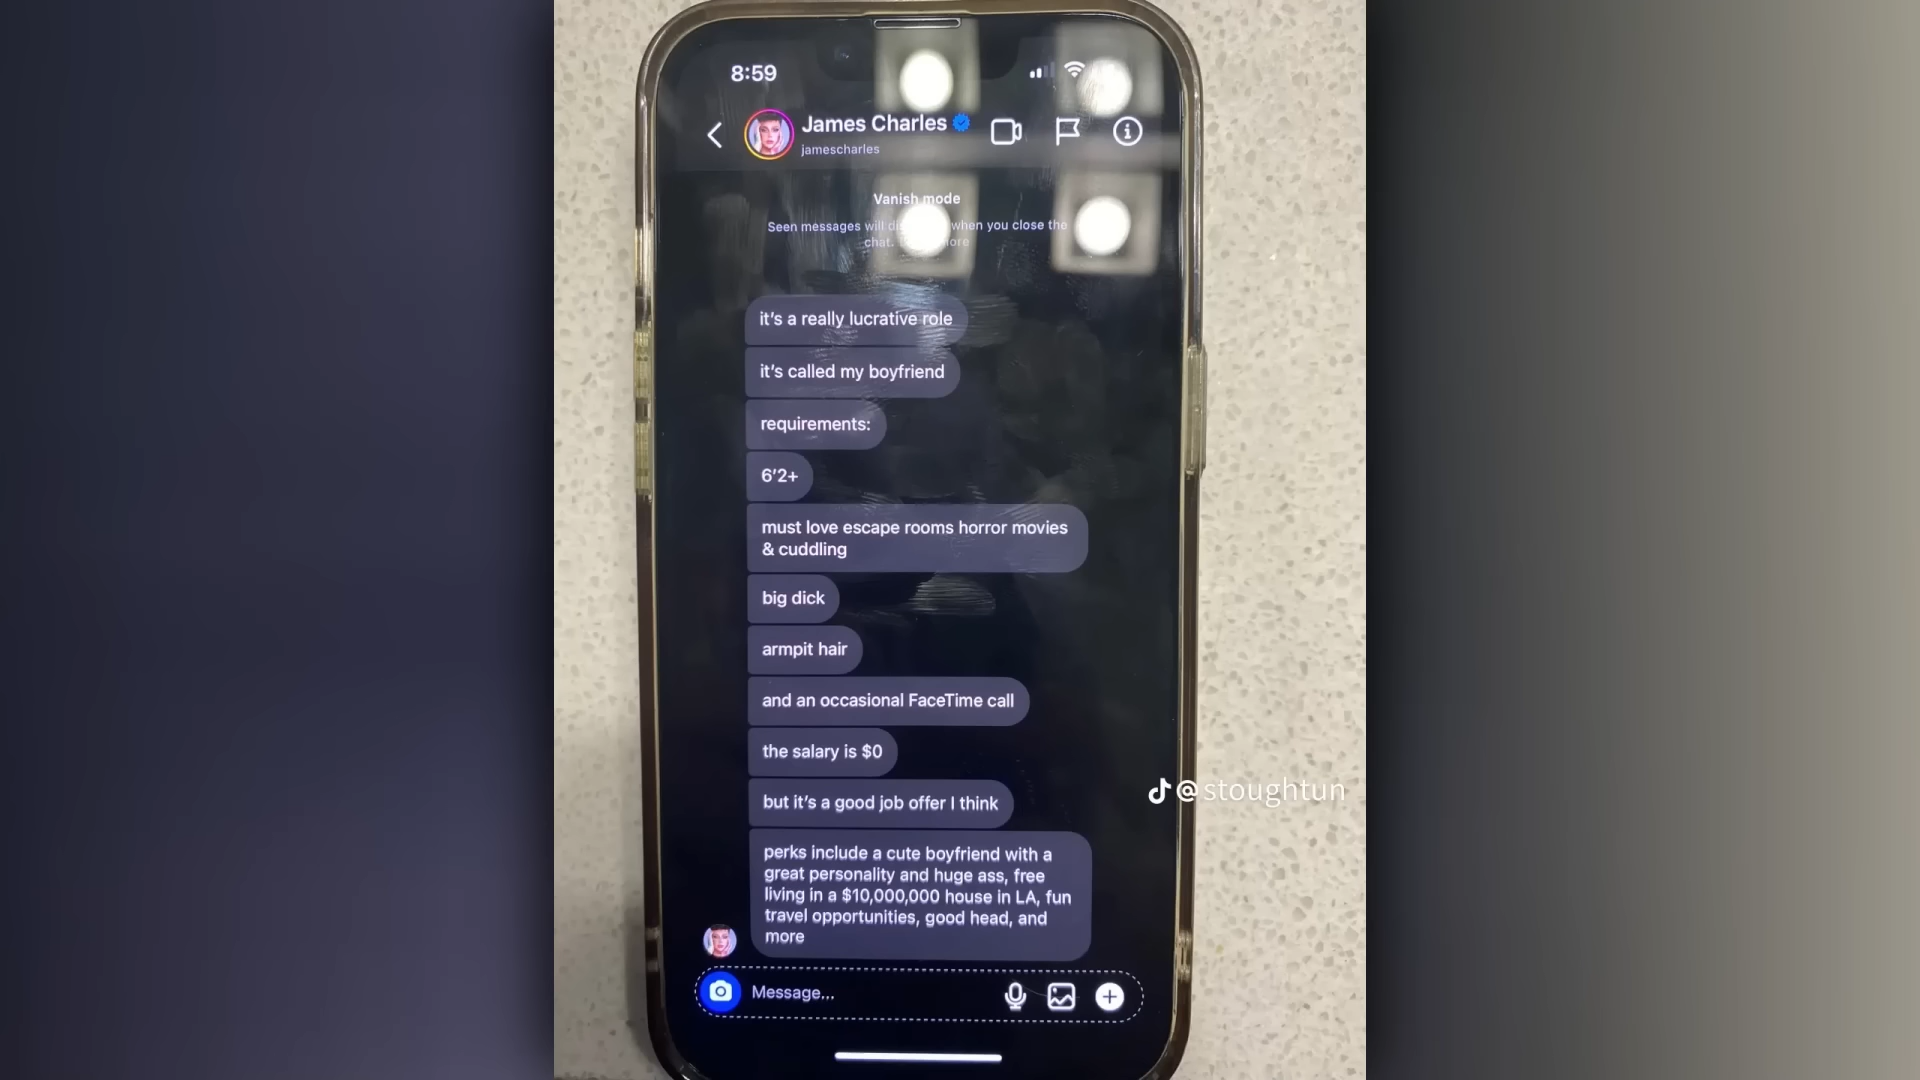 8:59
James Charles
jamescharles
Vanish mode
Seen messages will when you close the
chat.
it's a really lucrative role
it's called my boyfriend
requirements:
6'2+
must love escape rooms horror movies
& cuddling
big dick
armpit hair
and an occasional FaceTime call
the salary is $0
@stoughtun
but it's a good job offer I think
perks include a cute boyfriend with a
great personality and huge ass, free
living in a $10,000,000 house in LA, fun
travel opportunities, good head, and
more
Message...